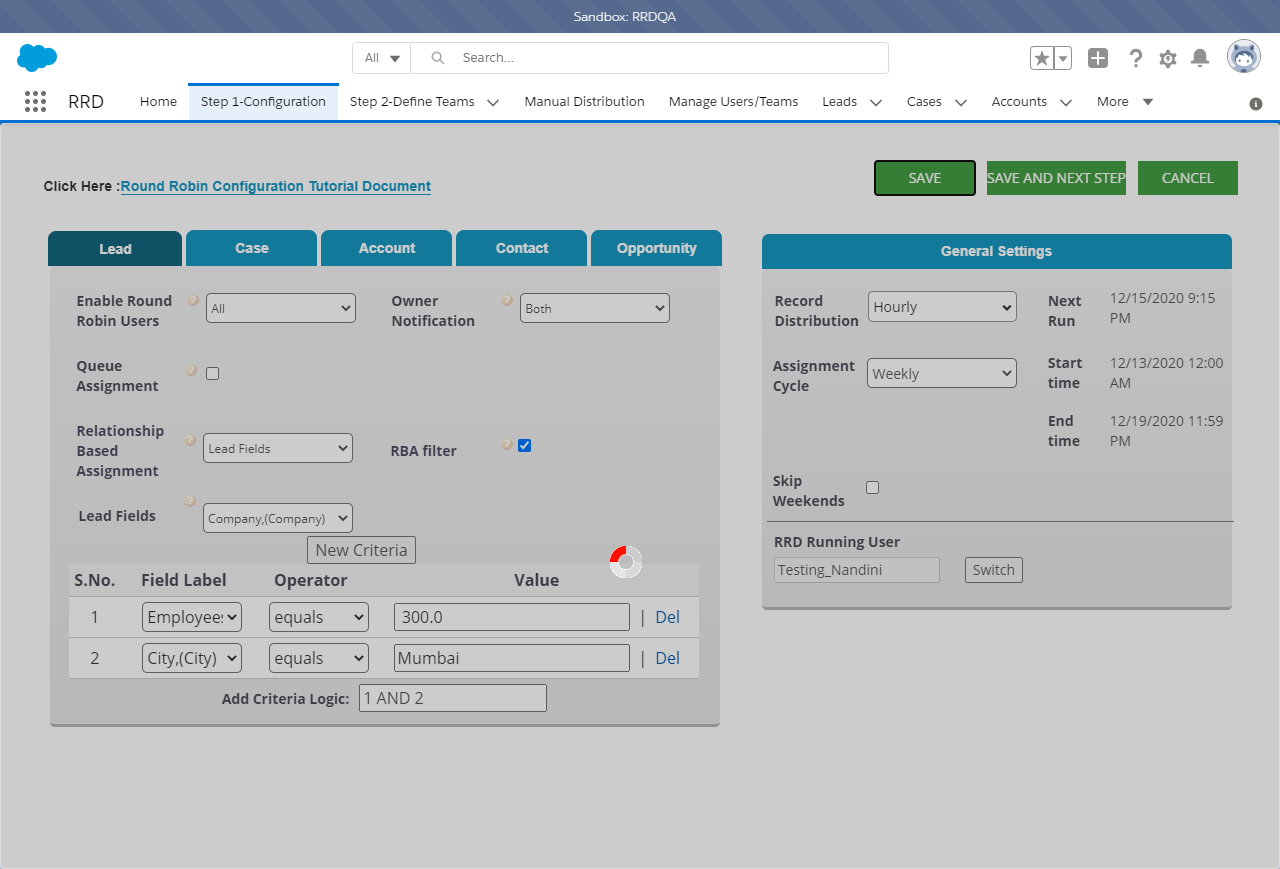 Sandbox: RRDQA
All Search...
RRD Home Step 1-Configuration Step 2-Define Teams Manual Distribution Manage Users/Teams Leads Cases Accounts More
Click Here :Round Robin Configuration Tutorial Document
SAVE SAVE AND NEXT STEP CANCEL
Lead Case Account Contact Opportunity
Enable Round
Robin Users
All
Owner
Notification
Both
Queue
Assignment
Relationship
Based
Assignment
Lead Fields
RBA filter
Lead Fields
Company,(Company)
New Criteria
S.No. Field Label Operator Value
1 Employees equals 300.0 | Del
2 City,(City) equals Mumbai | Del
Add Criteria Logic: 1 AND 2
General Settings
Record
Distribution
Hourly
Next
Run
12/15/2020 9:15
PM
Assignment
Cycle
Weekly
Start
time
12/13/2020 12:00
AM
End
time
12/19/2020 11:59
PM
Skip
Weekends
RRD Running User
Testing_Nandini Switch